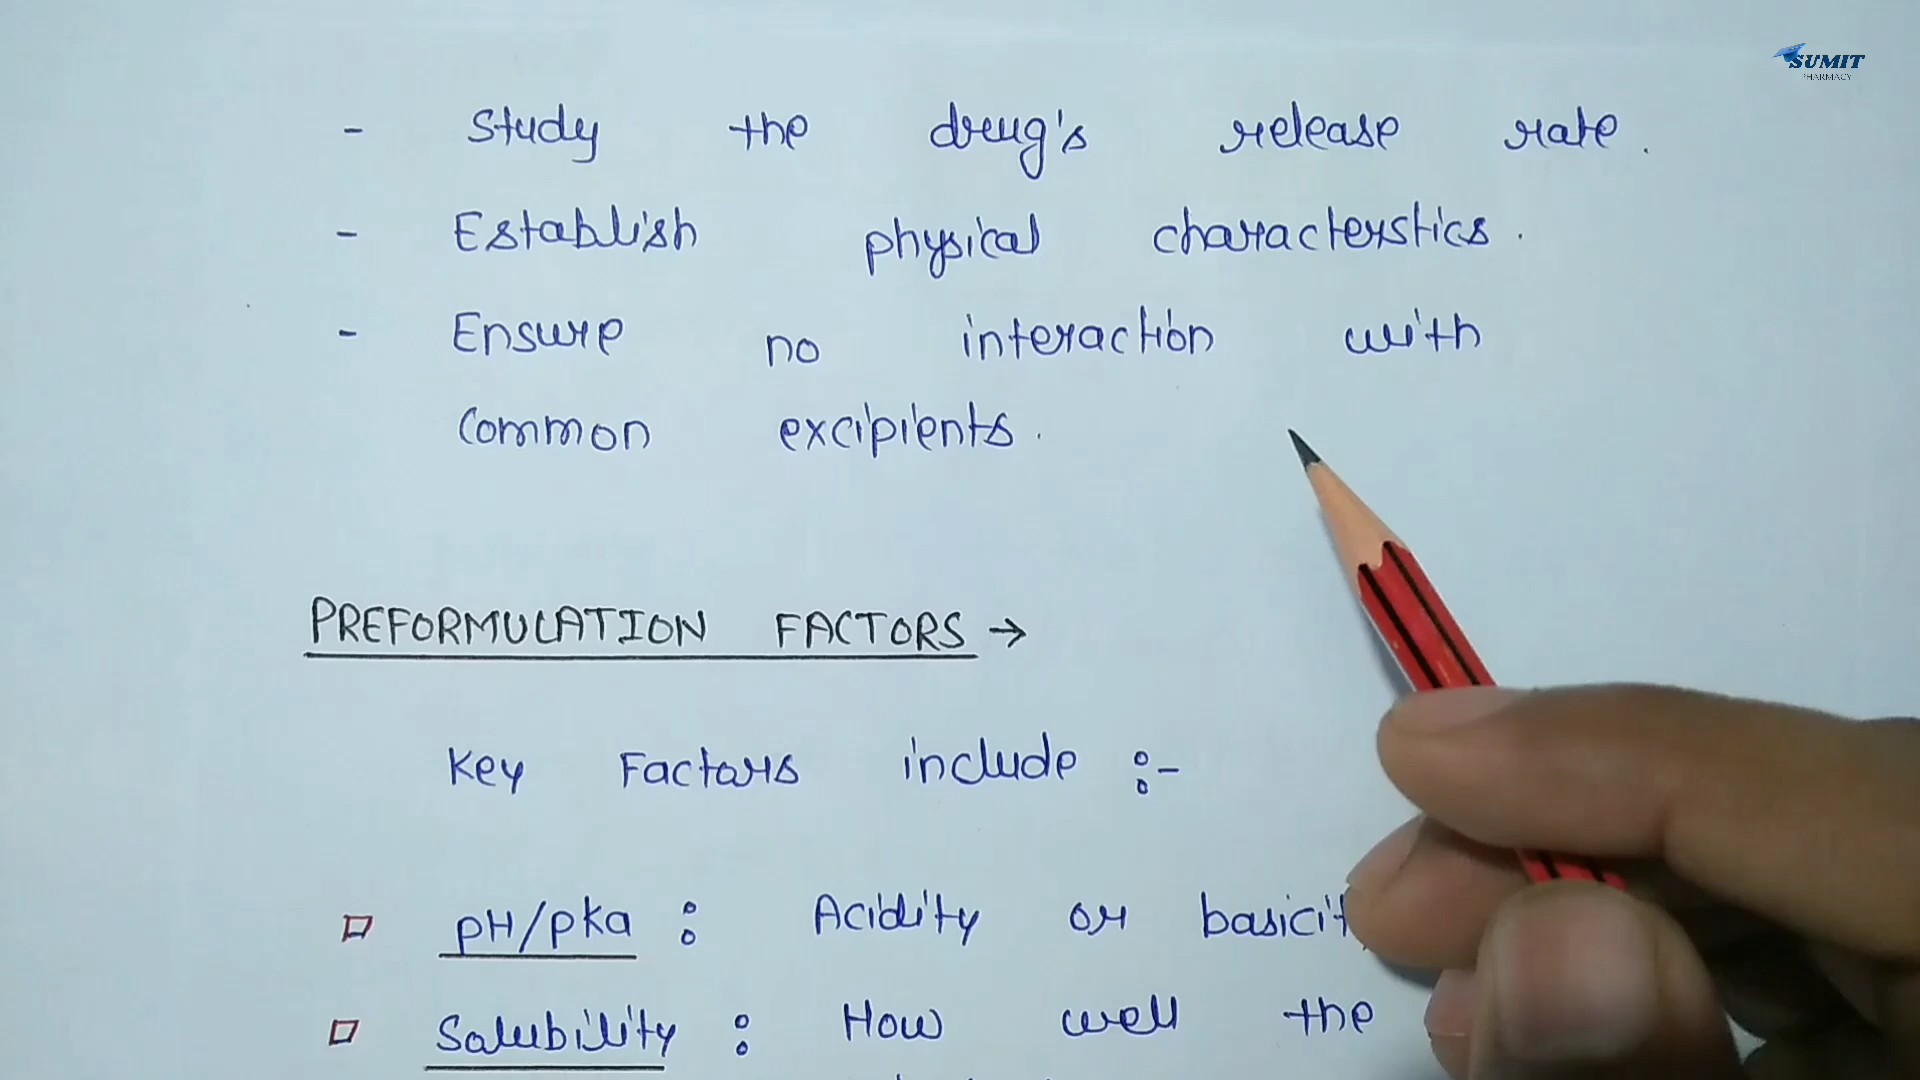 SUMIT
PHARMACY
- Study the drug's release rate.
- Establish physical characterstics.
- Ensure no interaction with
common excipients.
PREFORMULATION FACTORS →
Key Factors include :-
pH/pka : Acidity or
Solubility : How well the